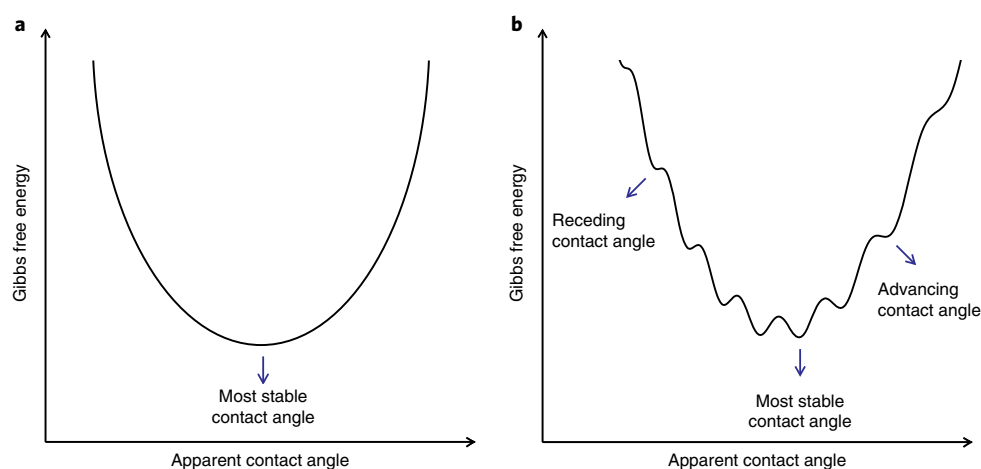 a
Gibbs free energy
Most stable
contact angle
Apparent contact angle
b
Gibbs free energy
Receding
contact angle
Advancing
contact angle
Most stable
contact angle
Apparent contact angle